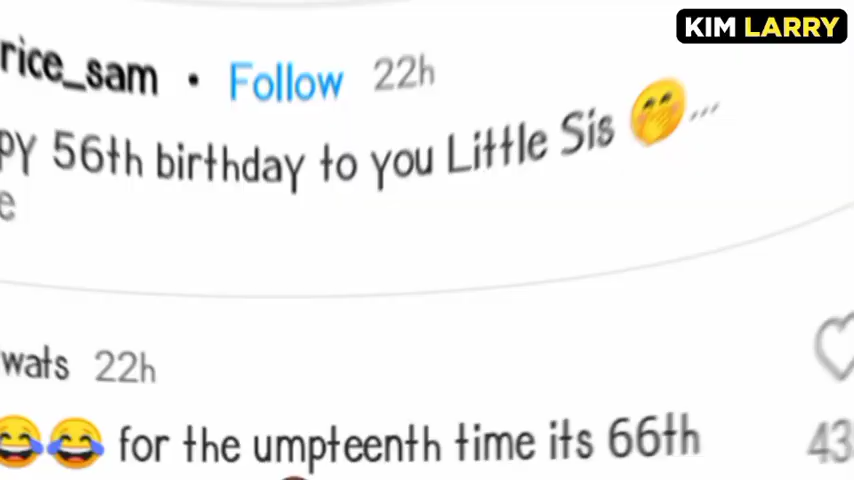 KIM LARRY
rice_sam • Follow 22h
py 56th birthday to you Little Sis 🤭...
e
wats 22h
😂😂 for the umpteenth time its 66th
43